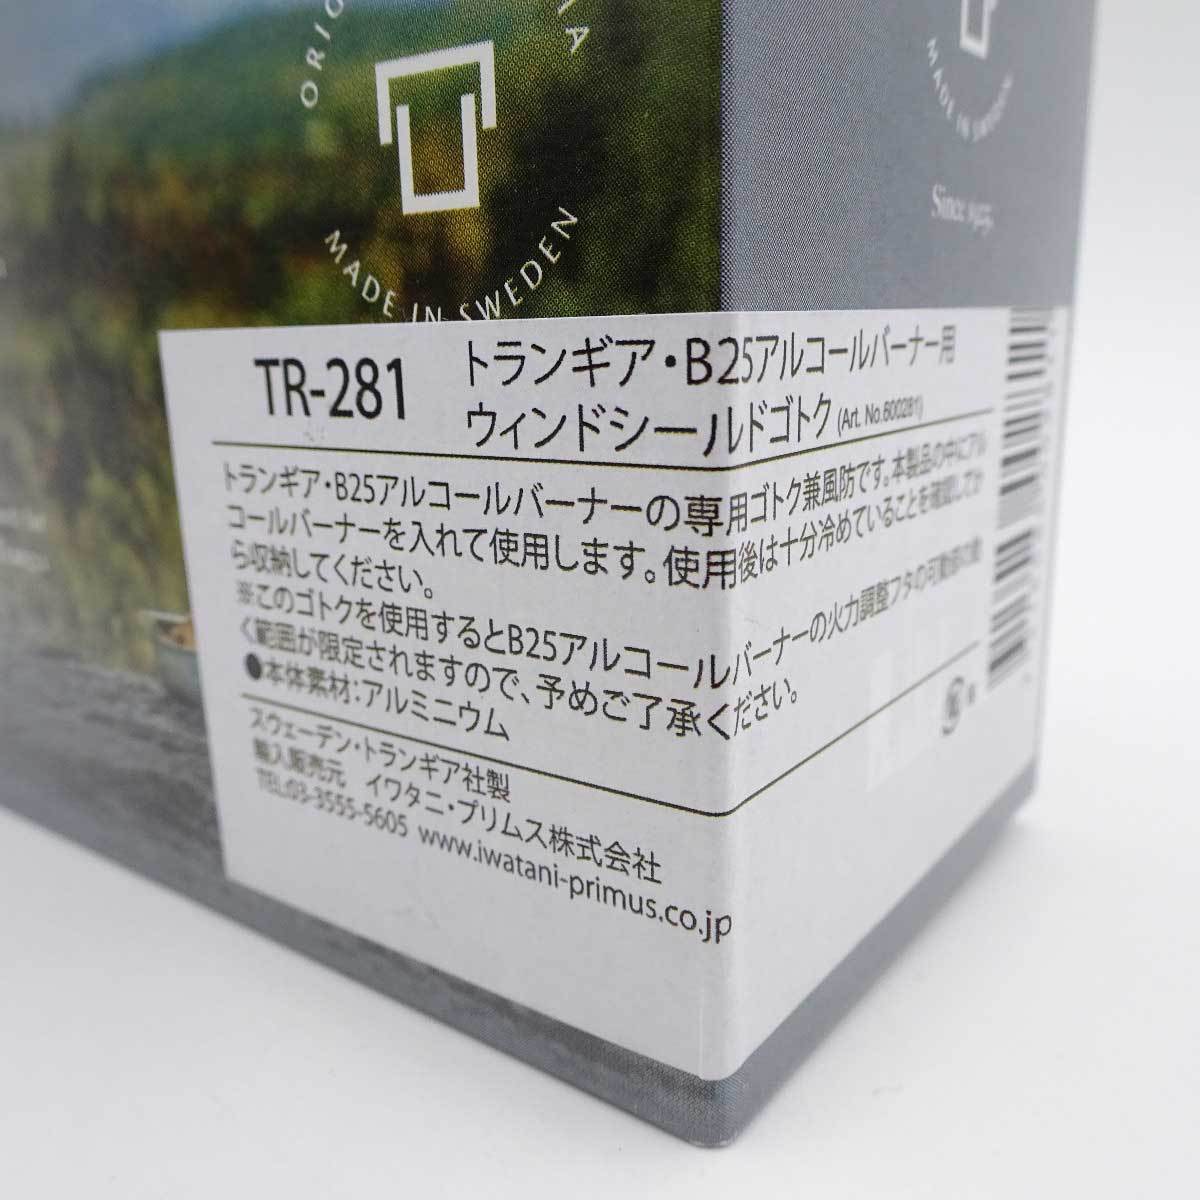 MADE IN SWEDEN
MADE IN SWEDEN
Since 1925.
TR-281
トランギア・B25アルコールバーナー用
ウィンドシールドゴトク (Art. No.600281)
トランギア・B25アルコールバーナーの専用ゴトク兼風防です。本製品の中にアル
コールバーナーを入れて使用します。使用後は十分冷めていることを確認してか
ら収納してください。
※このゴトクを使用するとB25アルコールバーナーの火力調整フタの可動部の動
く範囲が限定されますので、予めご了承ください。
●本体素材：アルミニウム
スウェーデン・トランギア社製
輸入販売元 イワタニ・プリムス株式会社
TEL:03-3555-5605 www.iwatani-primus.co.jp